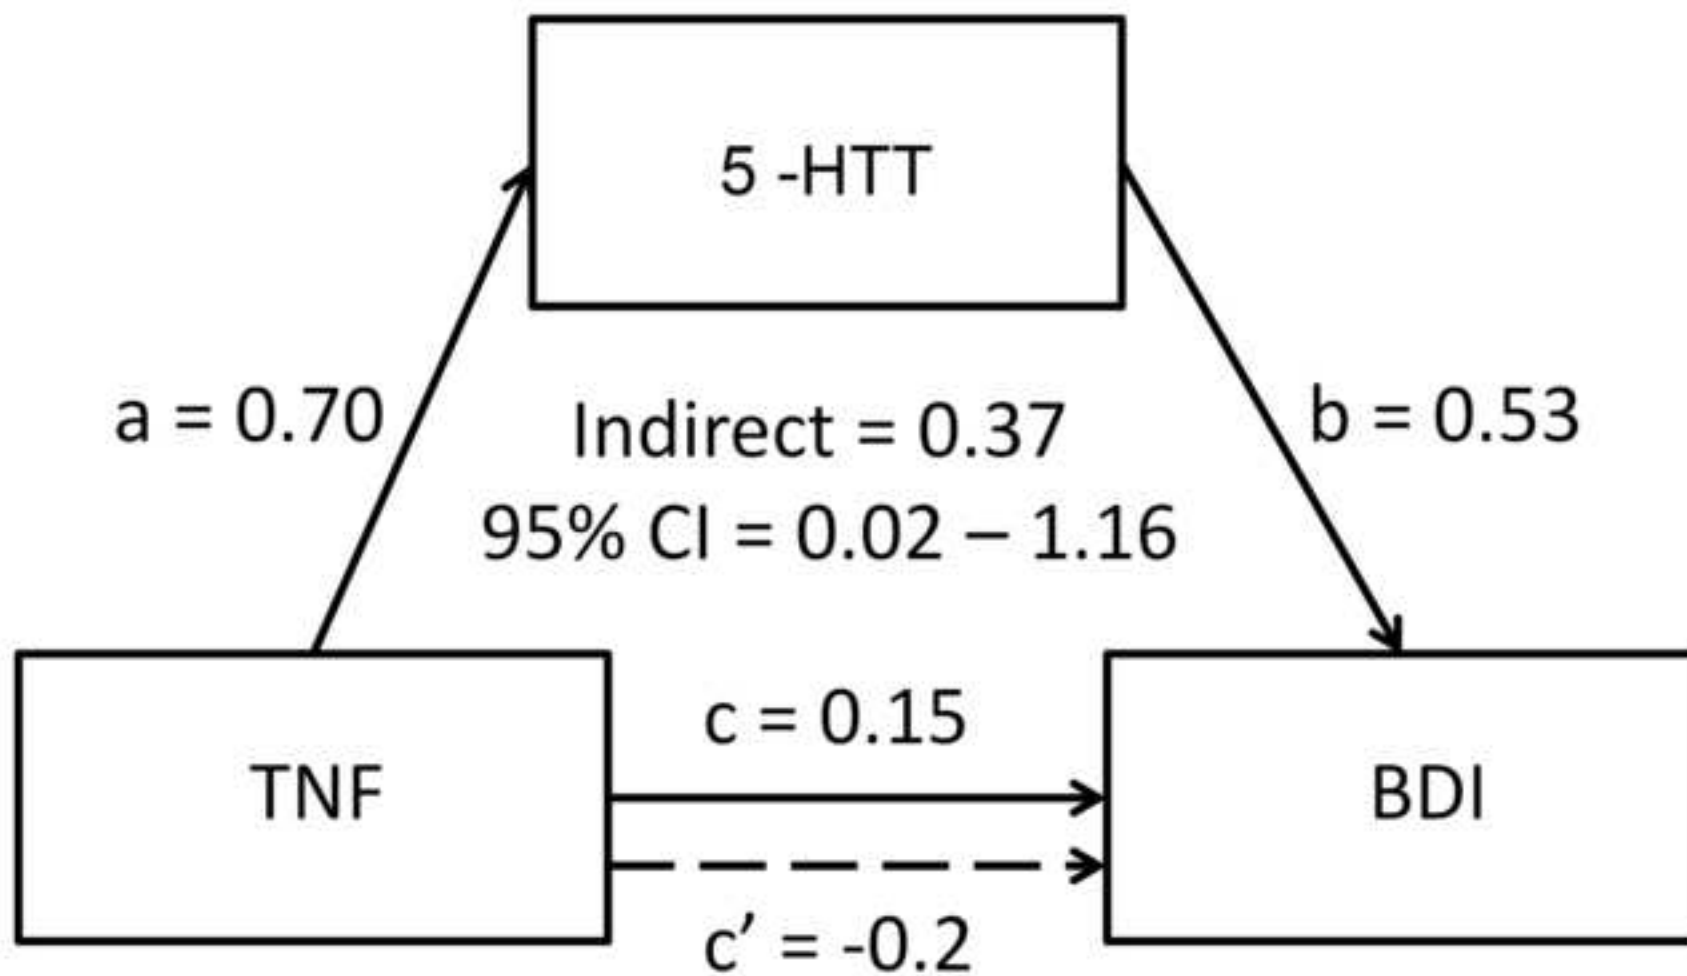 5 -HTT
a = 0.70
Indirect = 0.37
b = 0.53
95% CI = 0.02 – 1.16
c = 0.15
TNF
BDI
c’ = -0.2